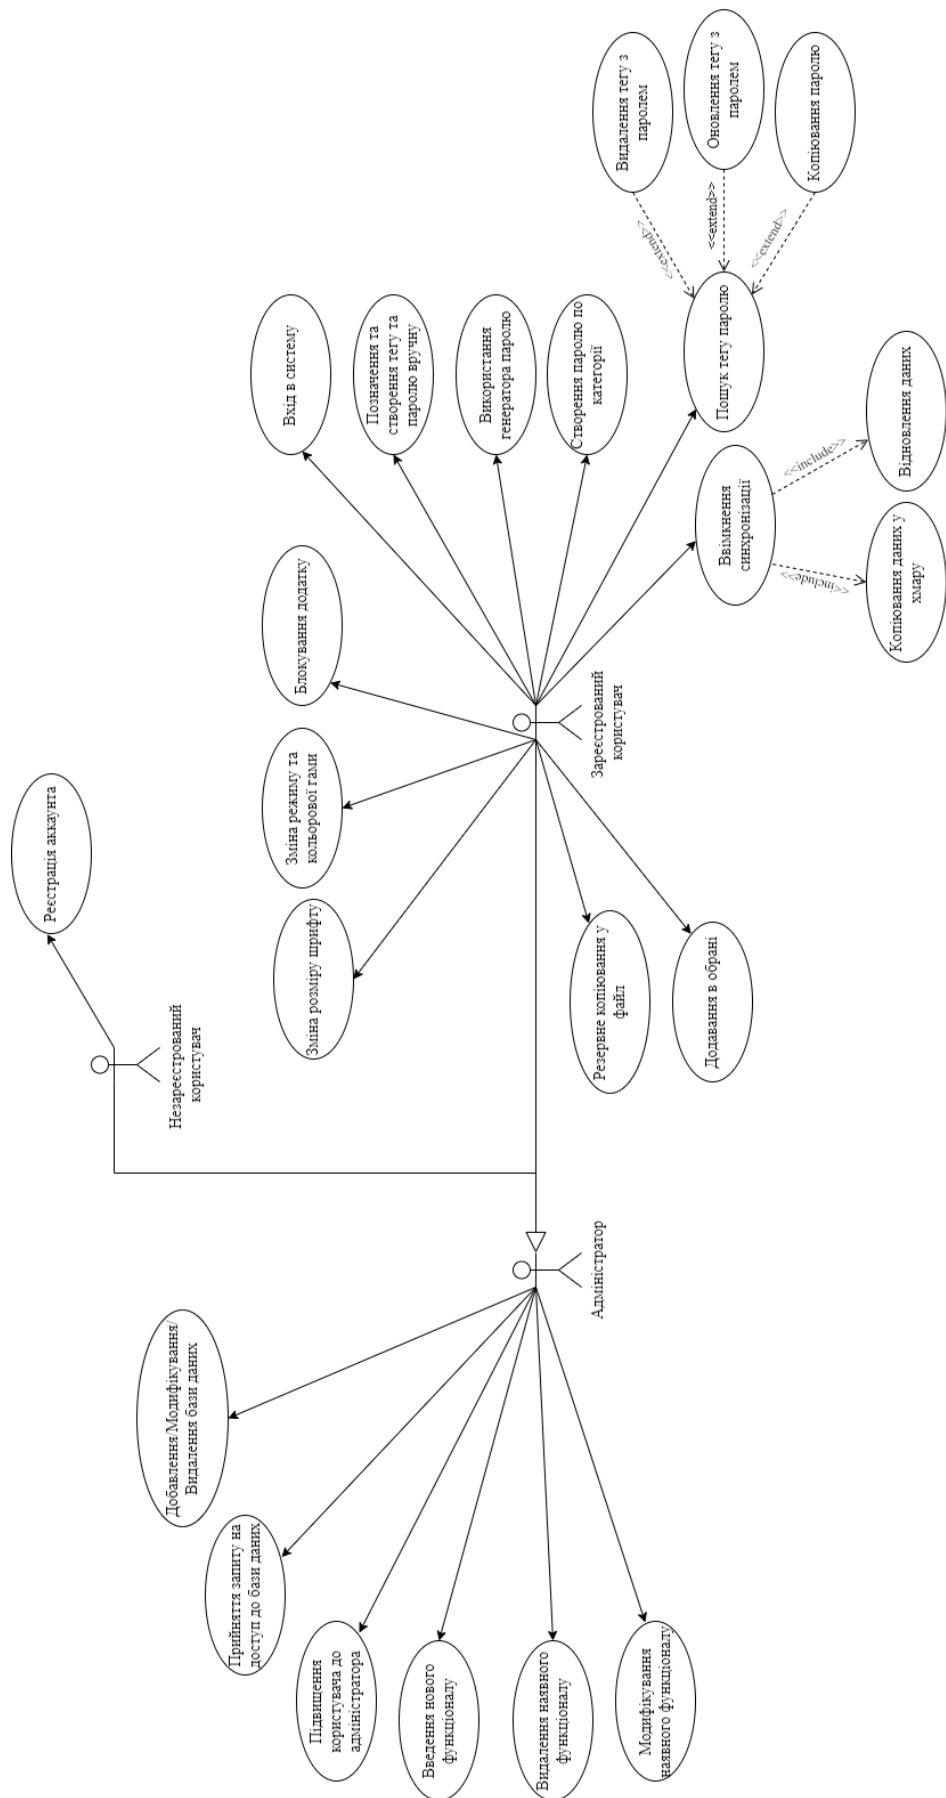 Реєстрація аккаунта
Незареєстрований
користувач
Добавлення/Модифікування/
Видалення бази даних
Прийняття запиту на
доступ до бази даних
Підвищення
користувача до
адміністратора
Введення нового
функціоналу
Видалення наявного
функціоналу
Модифікування
наявного функціоналу
Адміністратор
Зміна розміру шрифту
Зміна режиму та
кольорової гами
Блокування додатку
Резервне копіювання у
файл
Додавання в обрані
Зареєстрований
користувач
Вхід в систему
Позначення та
створення тегу та
паролю вручну
Використання
генератора паролю
Створення паролю по
категорії
Пошук тегу паролю
<<extend>>
<<extend>>
<<extend>>
Видалення тегу з
паролем
Оновлення тегу з
паролем
Копіювання паролю
Ввімкнення
синхронізації
<<include>>
<<include>>
Копіювання даних у
хмару
Відновлення даних